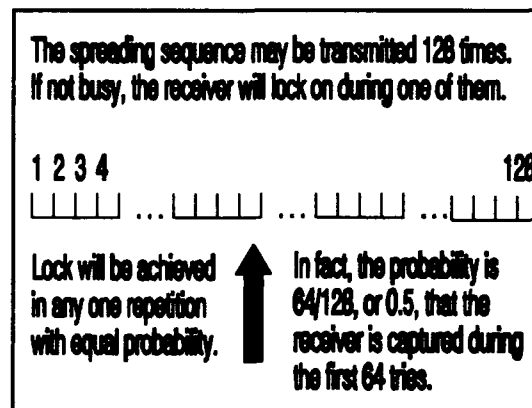 The spreading sequence may be transmitted 128 times.
If not busy, the receiver will lock on during one of them.
1 2 3 4
128
... ... ...
Lock will be achieved
in any one repetition
with equal probability.
In fact, the probability is
64/128, or 0.5, that the
receiver is captured during
the first 64 tries.